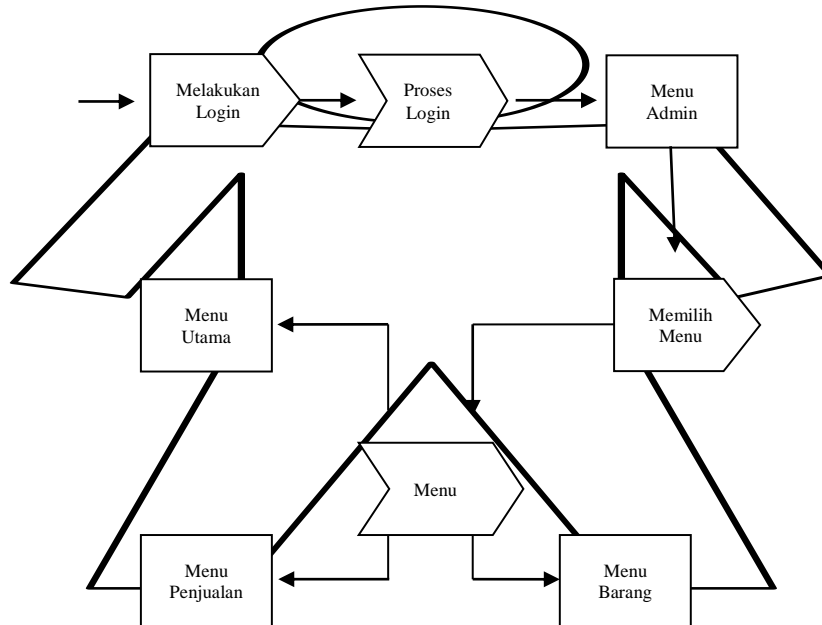 Melakukan
Login
Proses
Login
Menu
Admin
Menu
Utama
Memilih
Menu
Menu
Menu
Penjualan
Menu
Barang